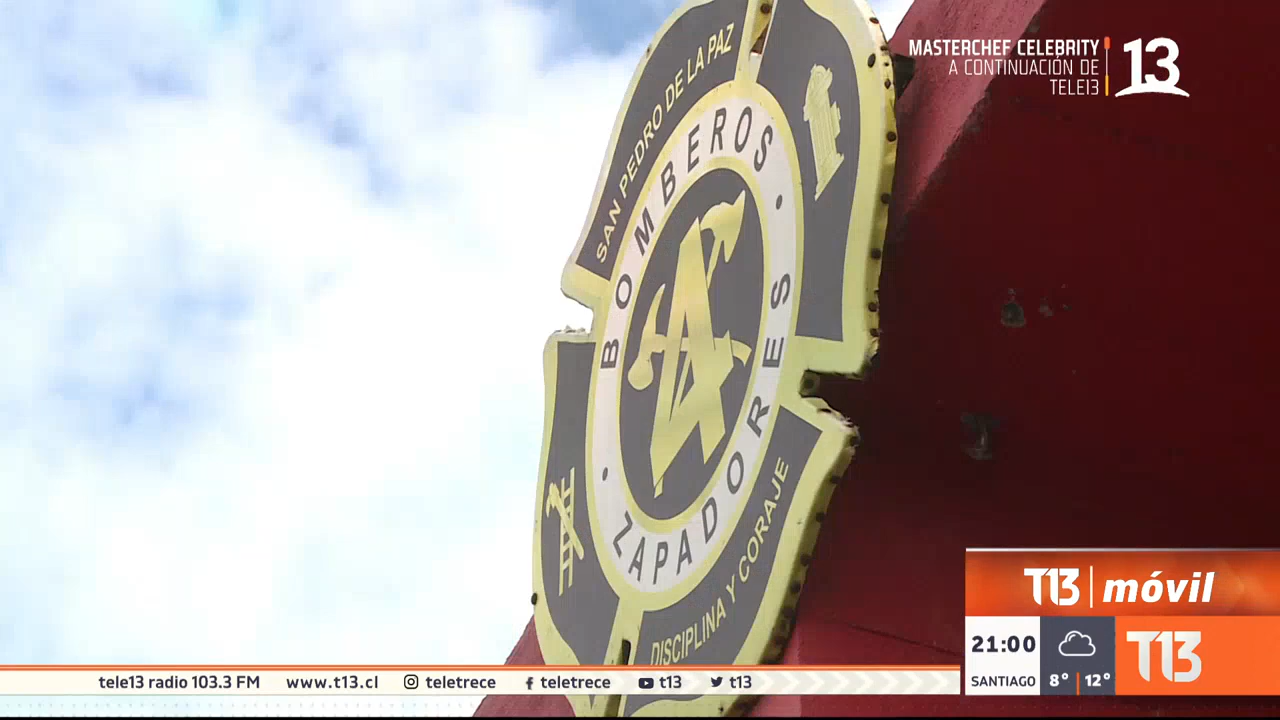 MASTERCHEF CELEBRITY
A CONTINUACIÓN DE
TELE13
13
SAN PEDRO DE LA PAZ
BOMBEROS
ZAPADORES
DISCIPLINA Y CORAJE
T13 móvil
21:00
SANTIAGO
8° 12°
T13
tele13 radio 103.3 FM www.t13.cl teletrece teletrece t13 t13